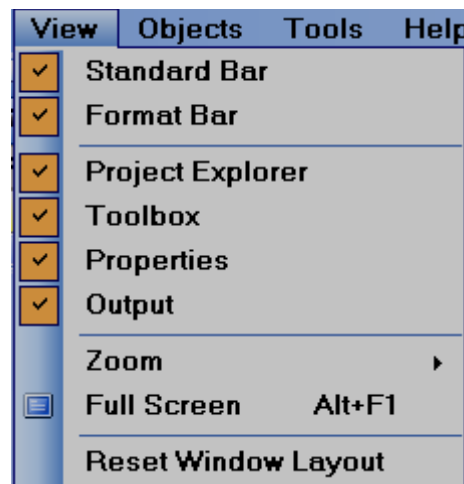 View Objects Tools Help
Standard Bar
Format Bar
Project Explorer
Toolbox
Properties
Output
Zoom
Full Screen Alt+F1
Reset Window Layout